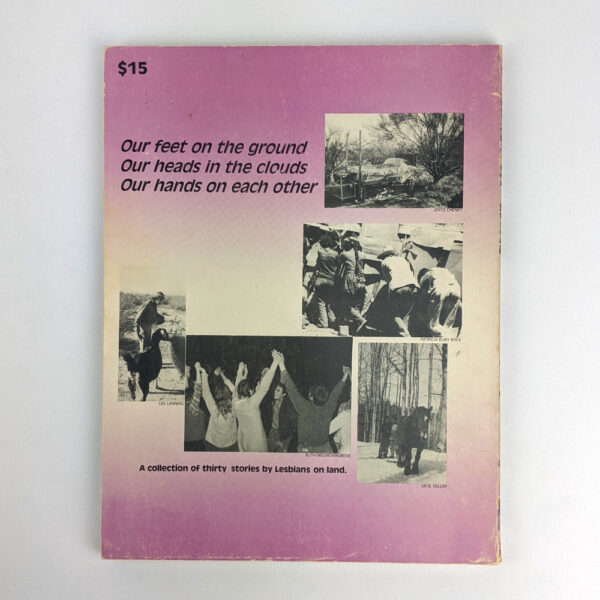 $15
Our feet on the ground
Our heads in the clouds
Our hands on each other
JOYCE CHENEY
PATRICIA RUBY BOCK
LEE LANNING
RUTH MOUNTAINGROVE
JAE B. KELLER
A collection of thirty stories by Lesbians on land.